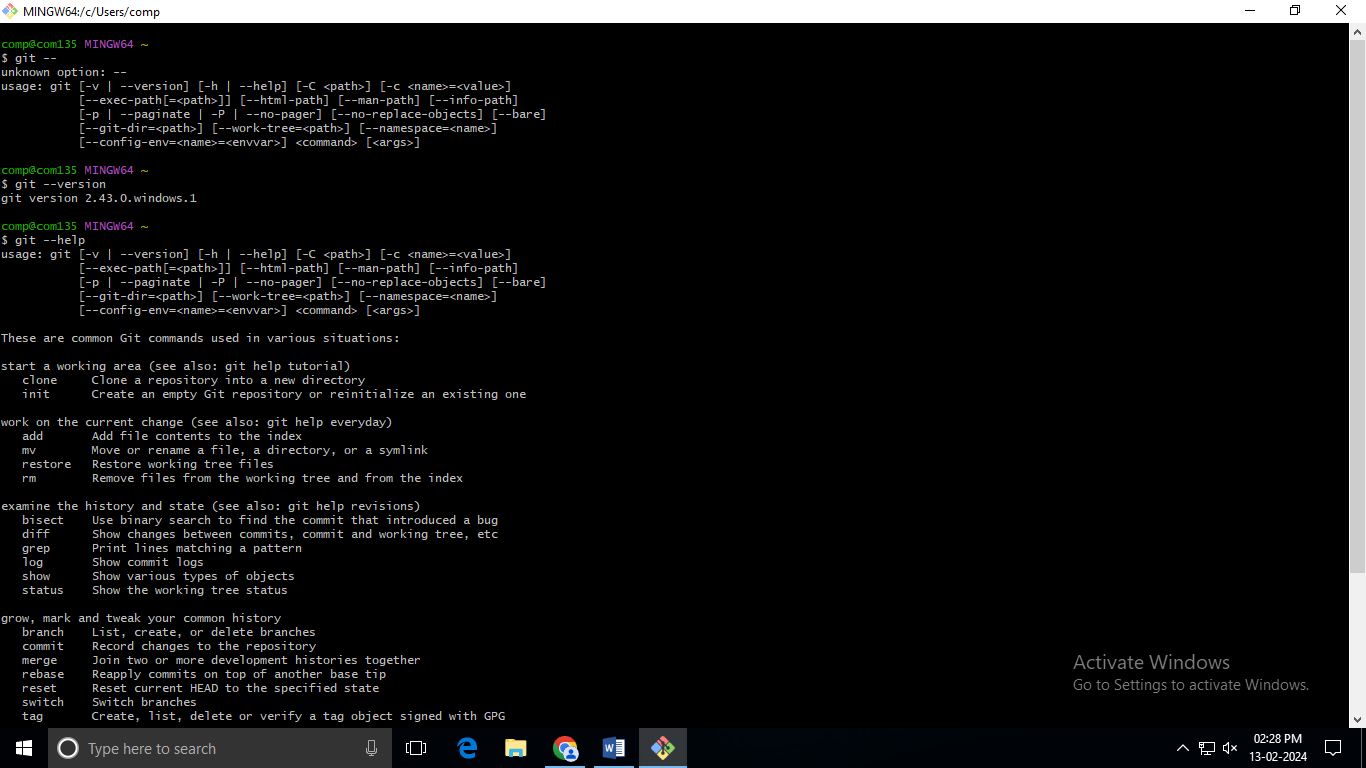 MINGW64:/c/Users/comp
comp@com135 MINGW64 ~
$ git --
unknown option: --
usage: git [-v | --version] [-h | --help] [-C <path>] [-c <name>=<value>]
           [--exec-path[=<path>]] [--html-path] [--man-path] [--info-path]
           [-p | --paginate | -P | --no-pager] [--no-replace-objects] [--bare]
           [--git-dir=<path>] [--work-tree=<path>] [--namespace=<name>]
           [--config-env=<name>=<envvar>] <command> [<args>]
comp@com135 MINGW64 ~
$ git --version
git version 2.43.0.windows.1
comp@com135 MINGW64 ~
$ git --help
usage: git [-v | --version] [-h | --help] [-C <path>] [-c <name>=<value>]
           [--exec-path[=<path>]] [--html-path] [--man-path] [--info-path]
           [-p | --paginate | -P | --no-pager] [--no-replace-objects] [--bare]
           [--git-dir=<path>] [--work-tree=<path>] [--namespace=<name>]
           [--config-env=<name>=<envvar>] <command> [<args>]
These are common Git commands used in various situations:
start a working area (see also: git help tutorial)
   clone     Clone a repository into a new directory
   init      Create an empty Git repository or reinitialize an existing one
work on the current change (see also: git help everyday)
   add       Add file contents to the index
   mv        Move or rename a file, a directory, or a symlink
   restore   Restore working tree files
   rm        Remove files from the working tree and from the index
examine the history and state (see also: git help revisions)
   bisect    Use binary search to find the commit that introduced a bug
   diff      Show changes between commits, commit and working tree, etc
   grep      Print lines matching a pattern
   log       Show commit logs
   show      Show various types of objects
   status    Show the working tree status
grow, mark and tweak your common history
   branch    List, create, or delete branches
   commit    Record changes to the repository
   merge     Join two or more development histories together
   rebase    Reapply commits on top of another base tip
   reset     Reset current HEAD to the specified state
   switch    Switch branches
   tag       Create, list, delete or verify a tag object signed with GPG
Activate Windows
Go to Settings to activate Windows.
Type here to search
02:28 PM
13-02-2024